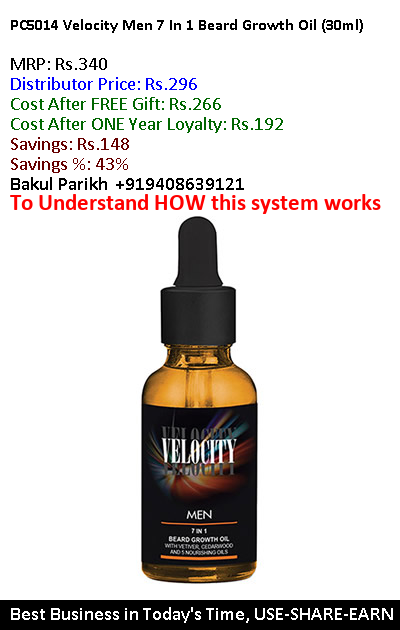 PC5014 Velocity Men 7 In 1 Beard Growth Oil (30ml)
MRP: Rs.340
Distributor Price: Rs.296
Cost After FREE Gift: Rs.266
Cost After ONE Year Loyalty: Rs.192
Savings: Rs.148
Savings %: 43%
Bakul Parikh +919408639121
To Understand HOW this system works
VELOCITY
VELOCITY
VELOCITY
MEN
7 IN 1
BEARD GROWTH OIL
WITH VETIVER, CEDARWOOD
AND 5 NOURISHING OILS
Best Business in Today's Time, USE-SHARE-EARN